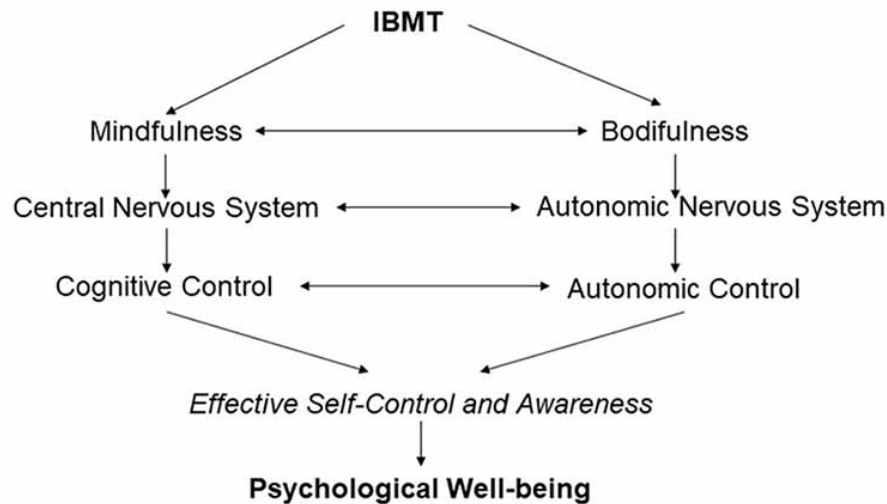 IBMT
Mindfulness Bodifulness
Central Nervous System Autonomic Nervous System
Cognitive Control Autonomic Control
Effective Self-Control and Awareness
Psychological Well-being